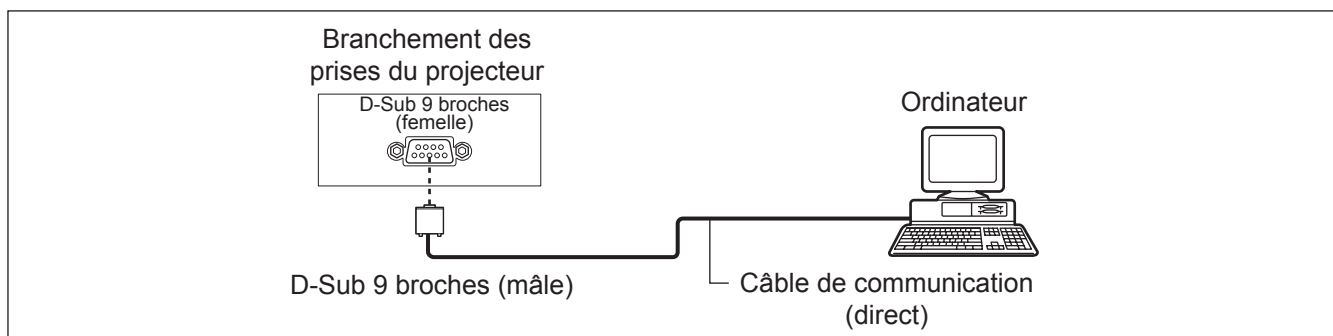 Branchement des
prises du projecteur
D-Sub 9 broches
(femelle)
Ordinateur
D-Sub 9 broches (mâle)
Câble de communication
(direct)